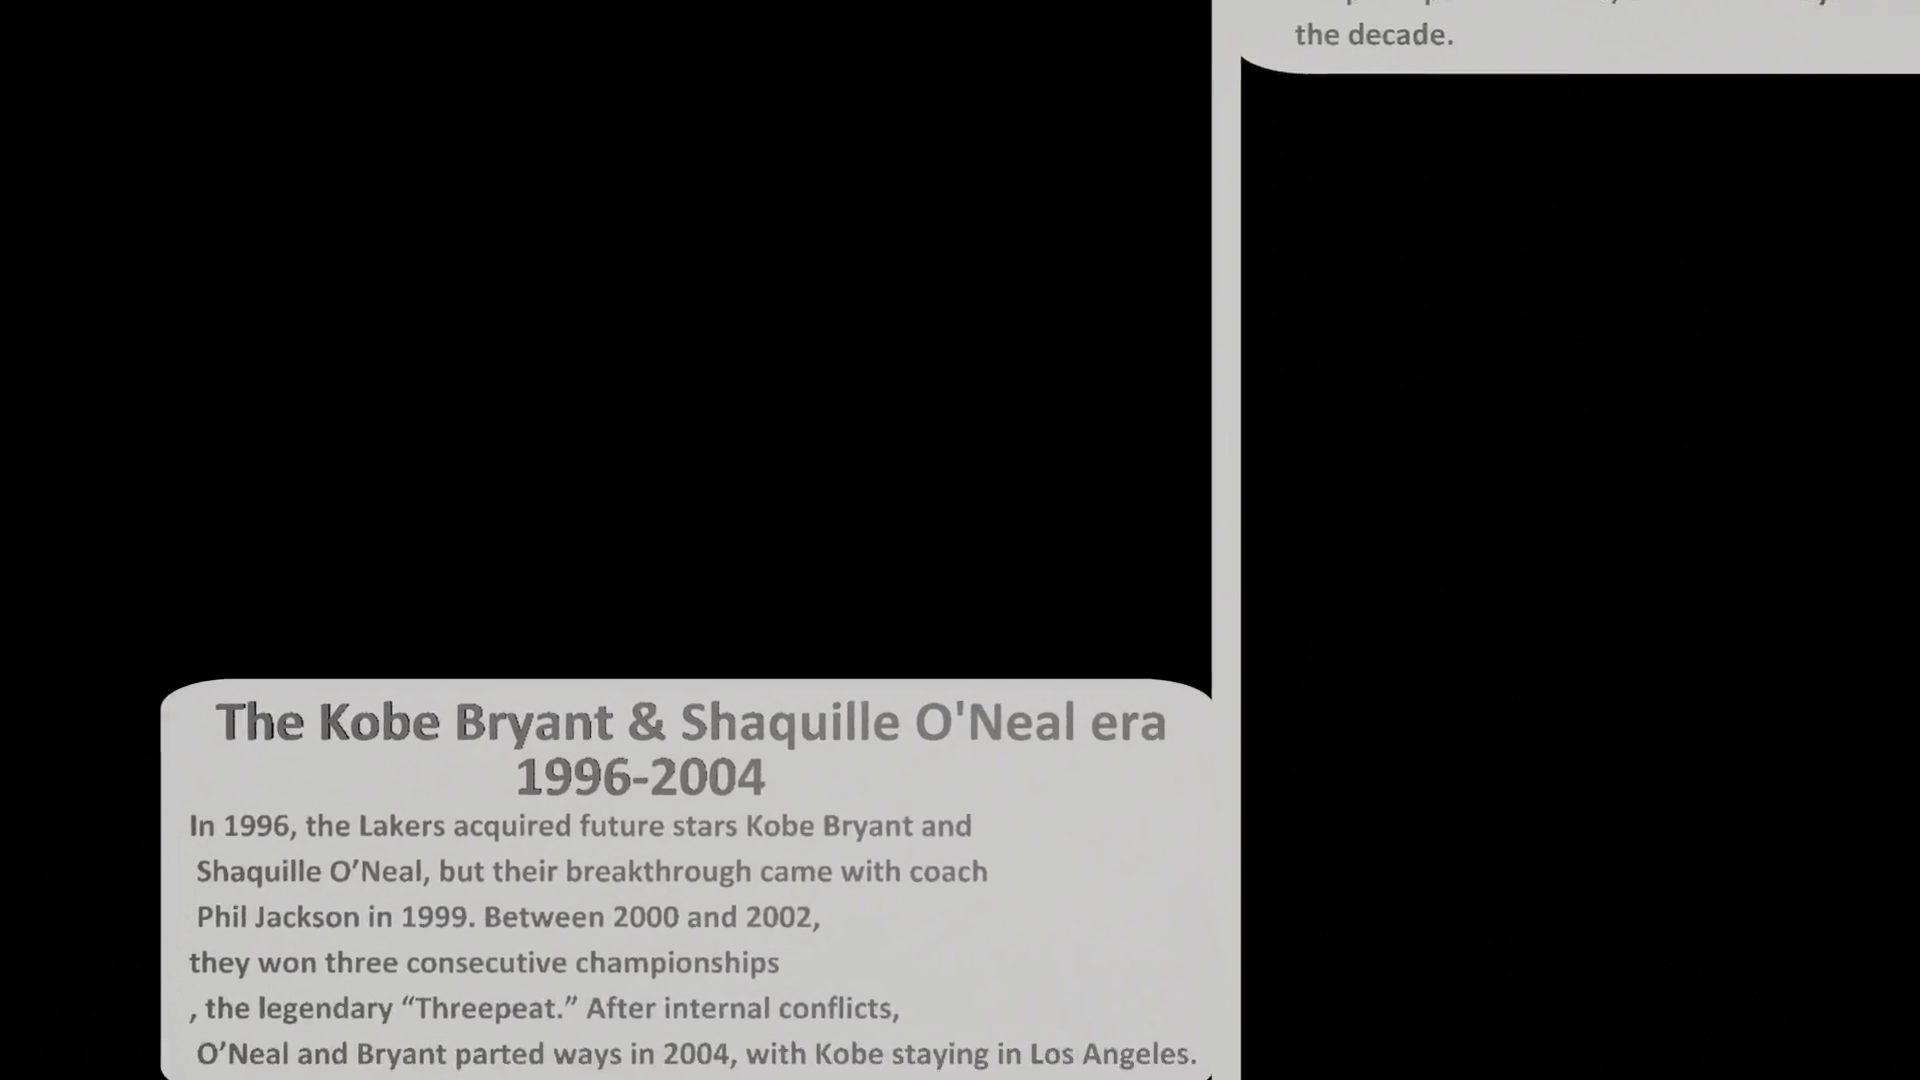 the decade.
The Kobe Bryant & Shaquille O'Neal era
1996-2004
In 1996, the Lakers acquired future stars Kobe Bryant and
Shaquille O’Neal, but their breakthrough came with coach
Phil Jackson in 1999. Between 2000 and 2002,
they won three consecutive championships
, the legendary “Threepeat.” After internal conflicts,
O’Neal and Bryant parted ways in 2004, with Kobe staying in Los Angeles.